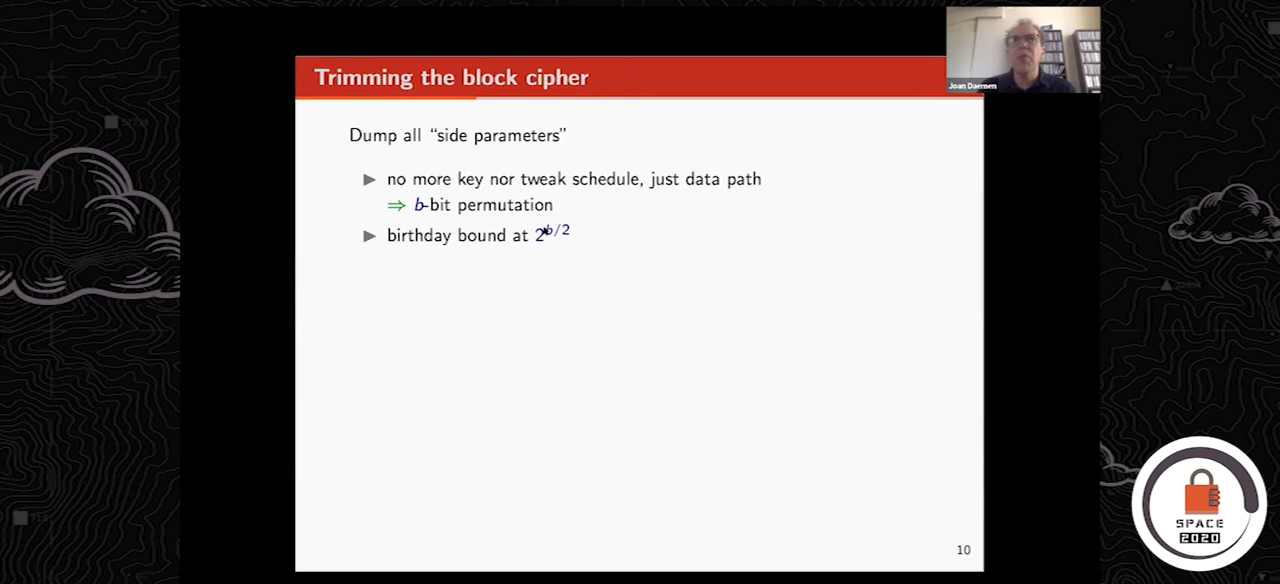 Trimming the block cipher
Joan Daemen
Dump all “side parameters”
▶ no more key nor tweak schedule, just data path
⇒ b-bit permutation
▶ birthday bound at 2^b/2
10
SPACE
2020